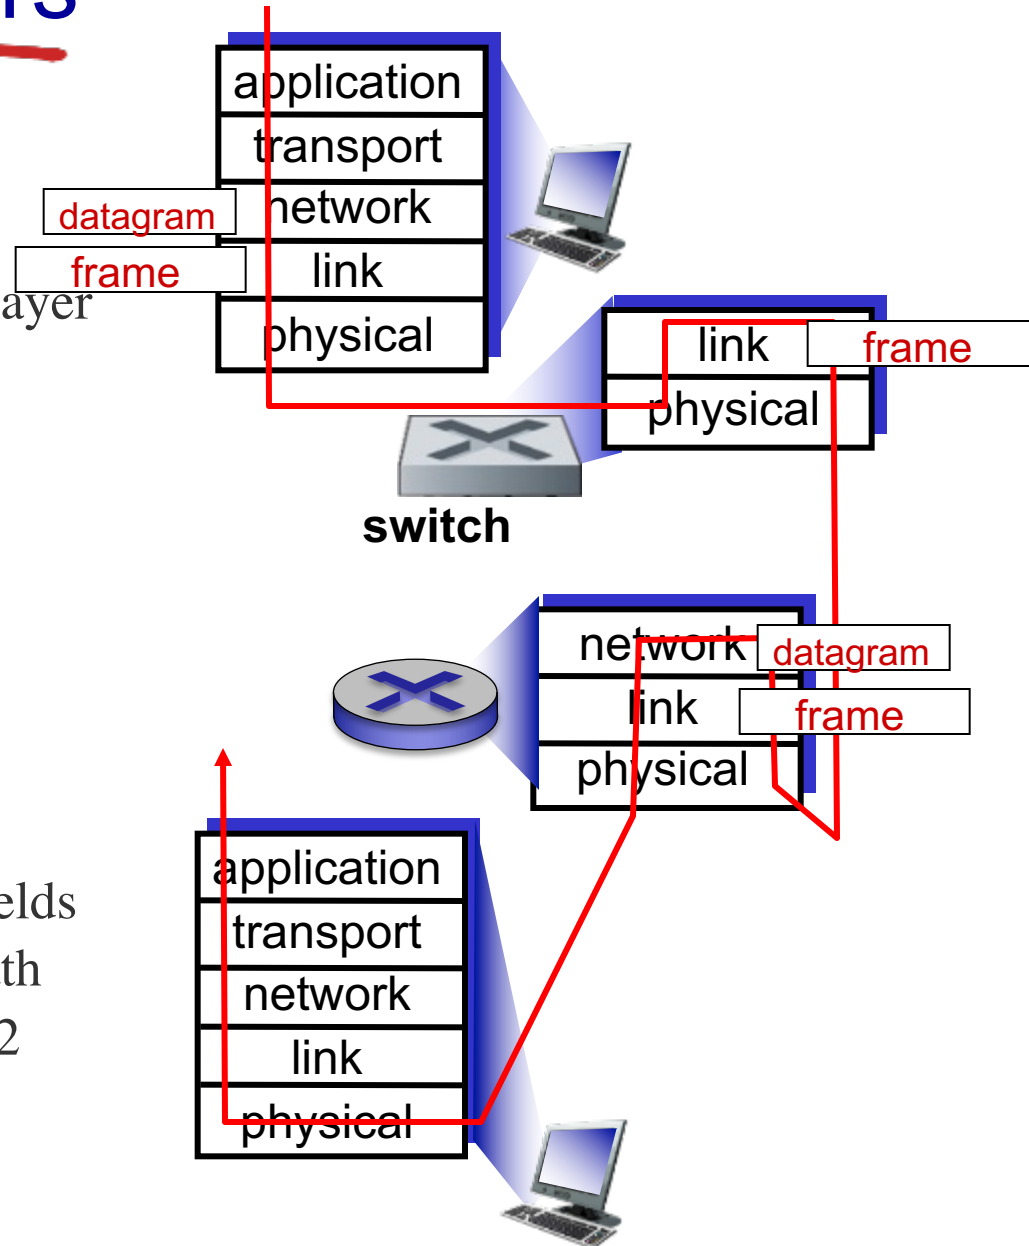 rs
application
transport
datagram network
frame link
ayer
physical
link frame
physical
switch
network datagram
link frame
physical
application
elds
transport
th
network
2
link
physical